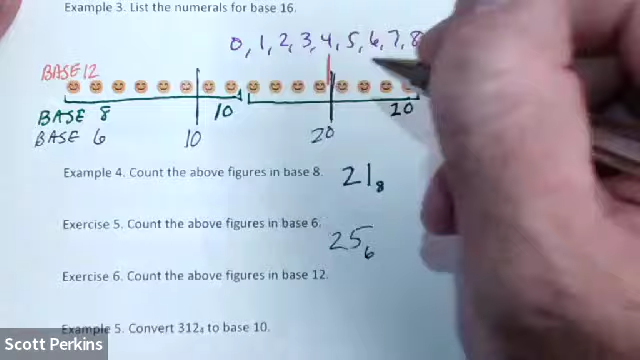 Example 3. List the numerals for base 16.
0, 1, 2, 3, 4, 5, 6, 7, 8
BASE 12
BASE 8 10 20
BASE 6 10 20
Example 4. Count the above figures in base 8. 21₈
Exercise 5. Count the above figures in base 6. 25₆
Exercise 6. Count the above figures in base 12.
Example 5. Convert 312₄ to base 10.
Scott Perkins